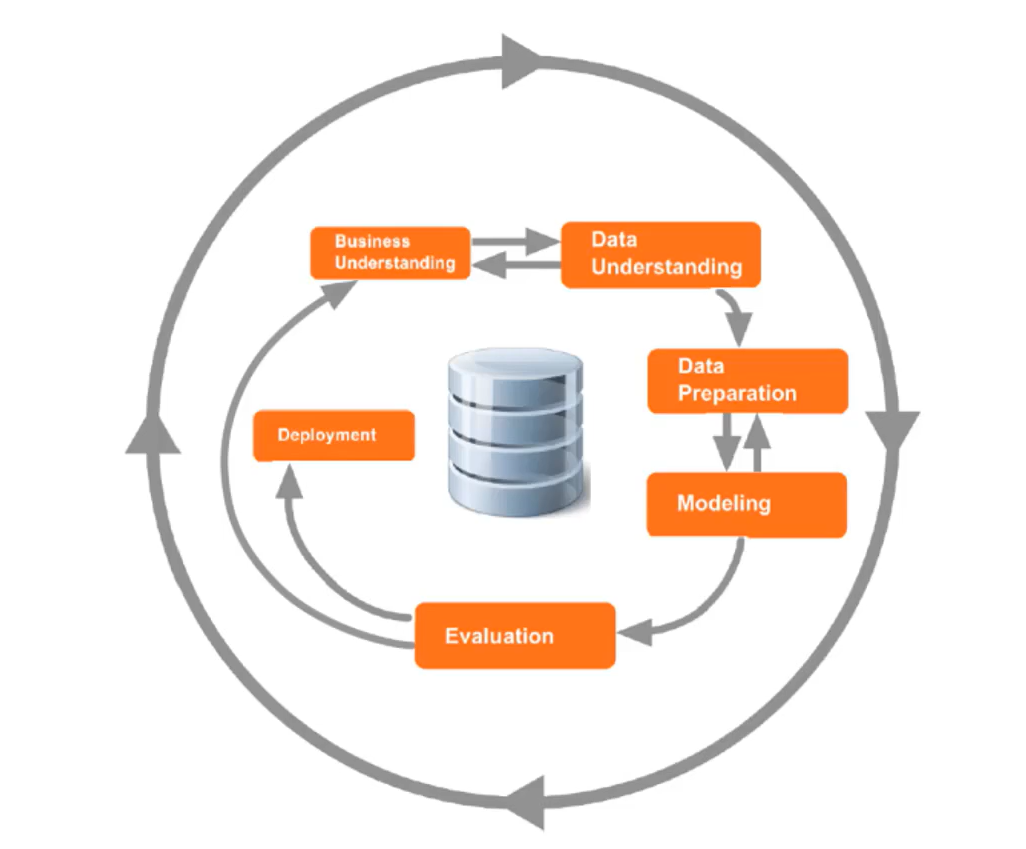 Business
Understanding
Data
Understanding
Data
Preparation
Deployment
Modeling
Evaluation